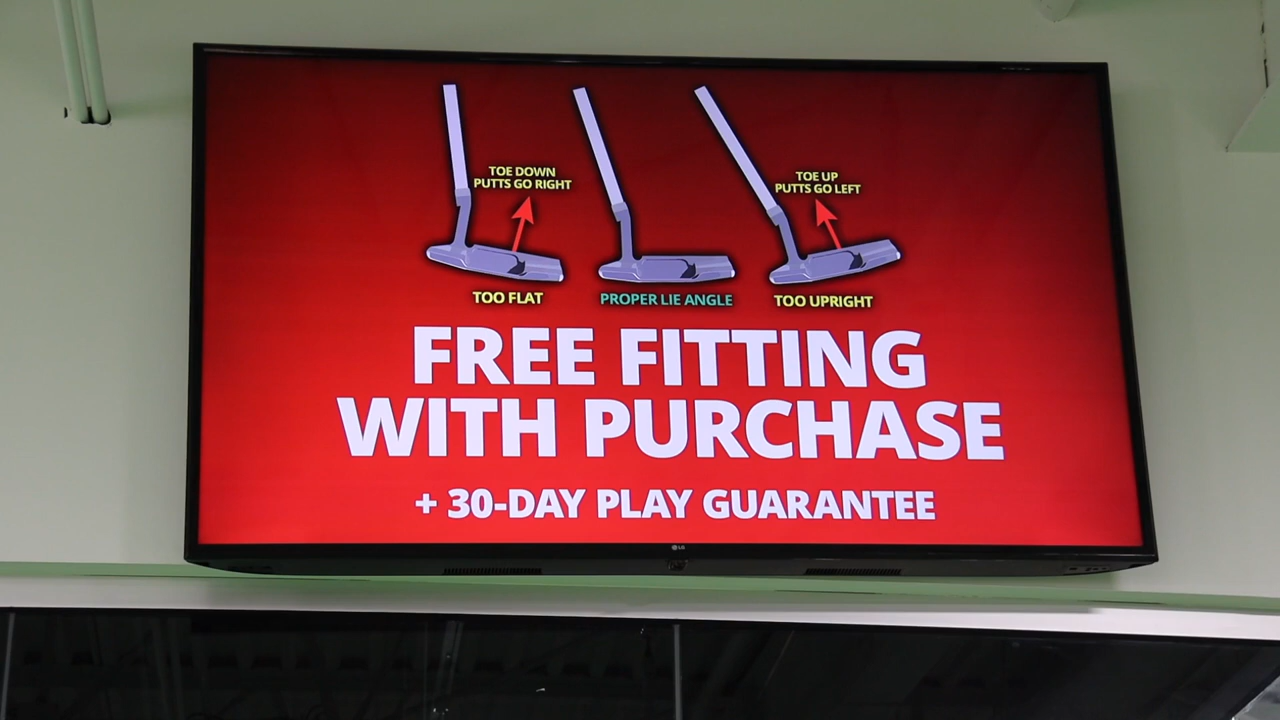 TOE DOWN
PUTTS GO RIGHT
TOE UP
PUTTS GO LEFT
TOO FLAT
PROPER LIE ANGLE
TOO UPRIGHT
FREE FITTING
WITH PURCHASE
+ 30-DAY PLAY GUARANTEE
LG